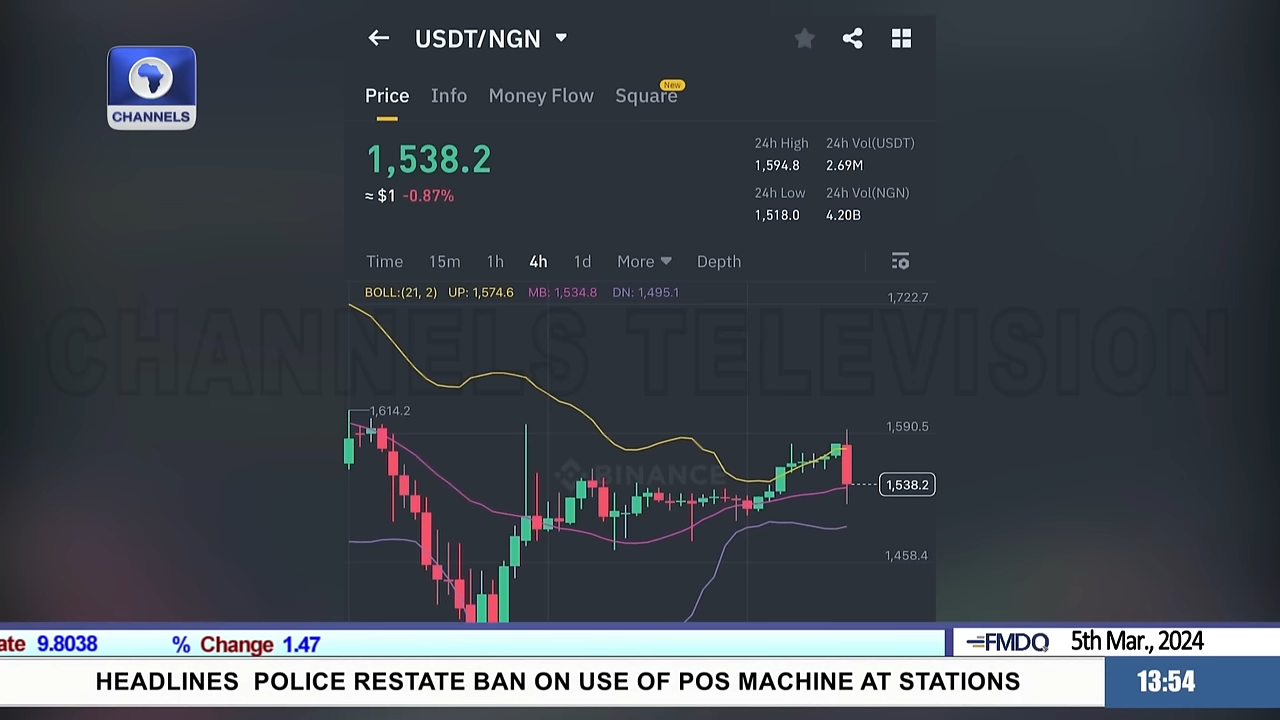 USDT/NGN
CHANNELS
Price Info Money Flow Square New
1,538.2
≈ $1 -0.87%
24h High 24h Vol(USDT)
1,594.8 2.69M
24h Low 24h Vol(NGN)
1,518.0 4.20B
Time 15m 1h 4h 1d More Depth
BOLL:(21, 2) UP: 1,574.6 MB: 1,534.8 DN: 1,495.1
1,722.7
CHANNELS TELEVISION
1,614.2
1,590.5
BINANCE
1,538.2
1,458.4
ate 9.8038 % Change 1.47
FMDQ 5th Mar., 2024
HEADLINES POLICE RESTATE BAN ON USE OF POS MACHINE AT STATIONS
13:54